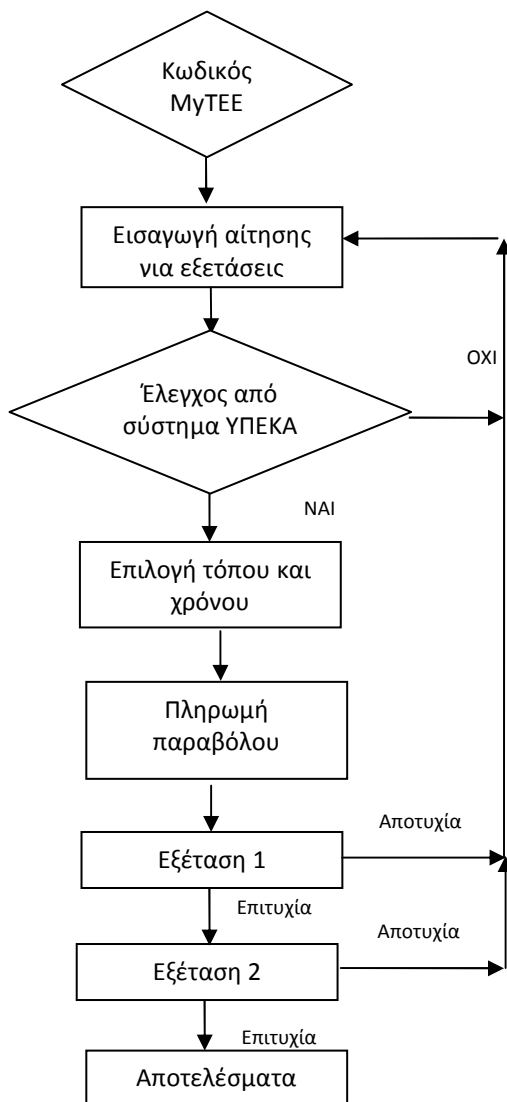 Κωδικός
MyTEE
Εισαγωγή αίτησης
για εξετάσεις
ΟΧΙ
Έλεγχος από
σύστημα ΥΠΕΚΑ
ΝΑΙ
Επιλογή τόπου και
χρόνου
Πληρωμή
παραβόλου
Αποτυχία
Εξέταση 1
Επιτυχία
Αποτυχία
Εξέταση 2
Επιτυχία
Αποτελέσματα